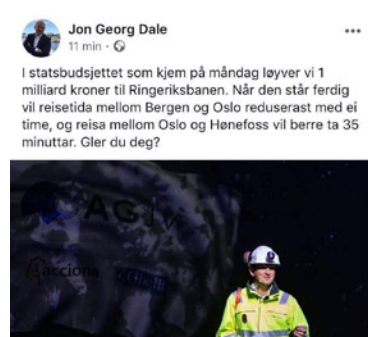 Jon Georg Dale
11 min ·
I statsbudsjettet som kjem på måndag løyver vi 1
milliard kroner til Ringeriksbanen. Når den står ferdig
vil reisetida mellom Bergen og Oslo reduserast med ei
time, og reisa mellom Oslo og Hønefoss vil berre ta 35
minuttar. Gler du deg?
AGJV
acciona